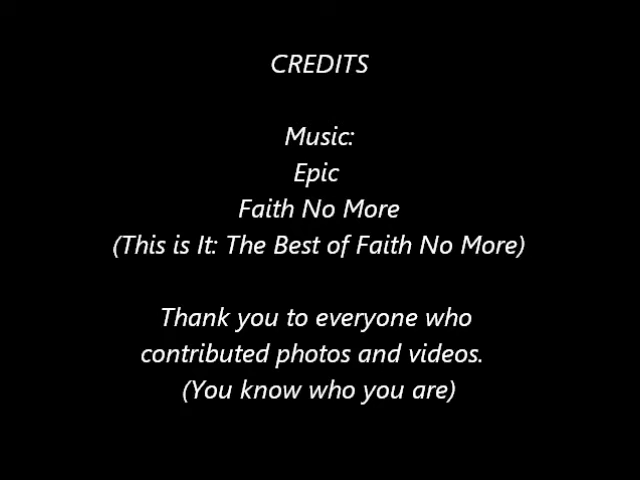 CREDITS
Music:
Epic
Faith No More
(This is It: The Best of Faith No More)
Thank you to everyone who
contributed photos and videos.
(You know who you are)